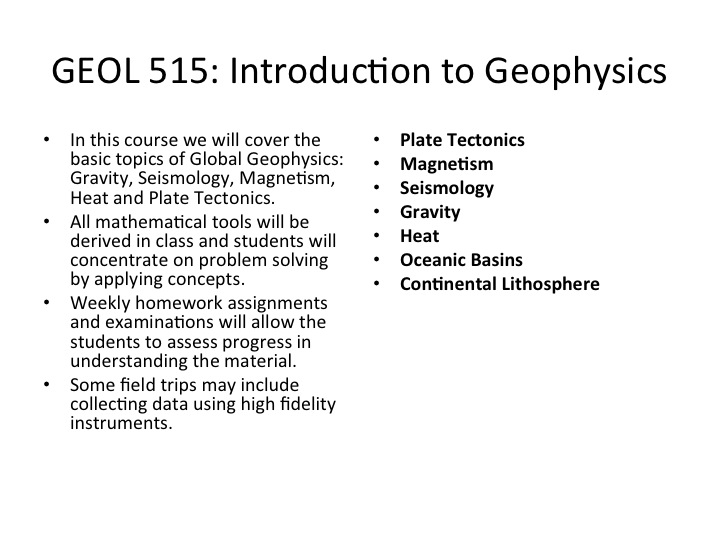 GEOL 515: Introduction to Geophysics
• In this course we will cover the
basic topics of Global Geophysics:
Gravity, Seismology, Magnetism,
Heat and Plate Tectonics.
• All mathematical tools will be
derived in class and students will
concentrate on problem solving
by applying concepts.
• Weekly homework assignments
and examinations will allow the
students to assess progress in
understanding the material.
• Some field trips may include
collecting data using high fidelity
instruments.
• Plate Tectonics
• Magnetism
• Seismology
• Gravity
• Heat
• Oceanic Basins
• Continental Lithosphere